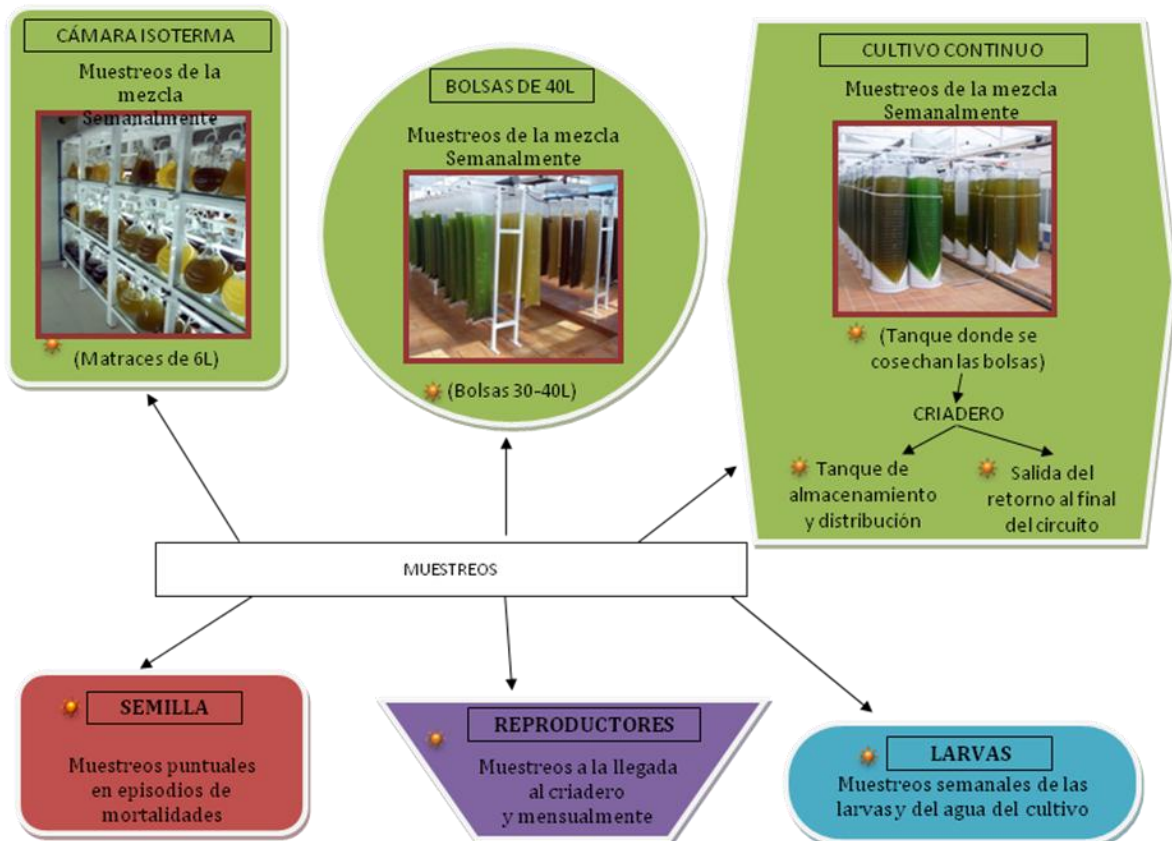 CÁMARA ISOTERMA
Muestreos de la
mezcla
Semanalmente
(Matraces de 6L)
BOLSAS DE 40L
Muestreos de la mezcla
Semanalmente
(Bolsas 30-40L)
CULTIVO CONTINUO
Muestreos de la mezcla
Semanalmente
(Tanque donde se
cosechan las bolsas)
CRIADERO
Tanque de
almacenamiento
y distribución
Salida del
retorno al final
del circuito
MUESTREOS
SEMILLA
Muestreos puntuales
en episodios de
mortalidades
REPRODUCTORES
Muestreos a la llegada
al criadero
y mensualmente
LARVAS
Muestreos semanales de las
larvas y del agua del cultivo